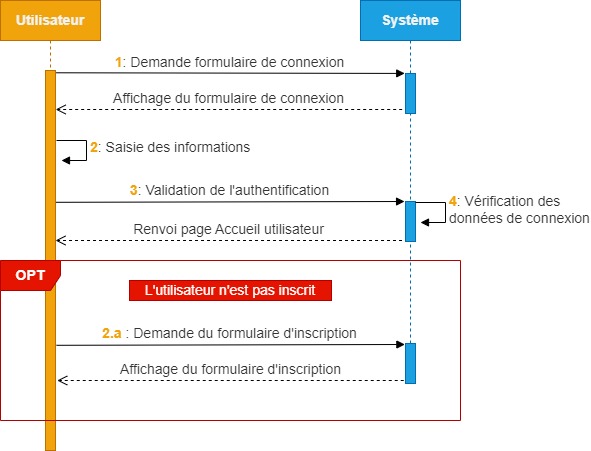 Utilisateur
Système
1: Demande formulaire de connexion
Affichage du formulaire de connexion
2: Saisie des informations
3: Validation de l'authentification
4: Vérification des
données de connexion
Renvoi page Accueil utilisateur
OPT
L'utilisateur n'est pas inscrit
2.a : Demande du formulaire d'inscription
Affichage du formulaire d'inscription